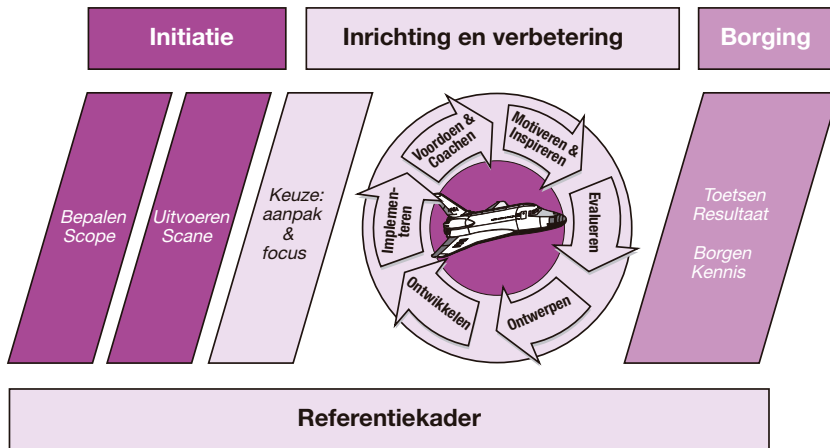 Initiatie
Inrichting en verbetering
Borging
Bepalen
Scope
Uitvoeren
Scane
Keuze:
aanpak
&
focus
Voordoen &
Coachen
Motiveren &
Inspireren
Evalueren
Ontwerpen
Ontwikkelen
Implemen-
teren
Toetsen
Resultaat
Borgen
Kennis
Referentiekader